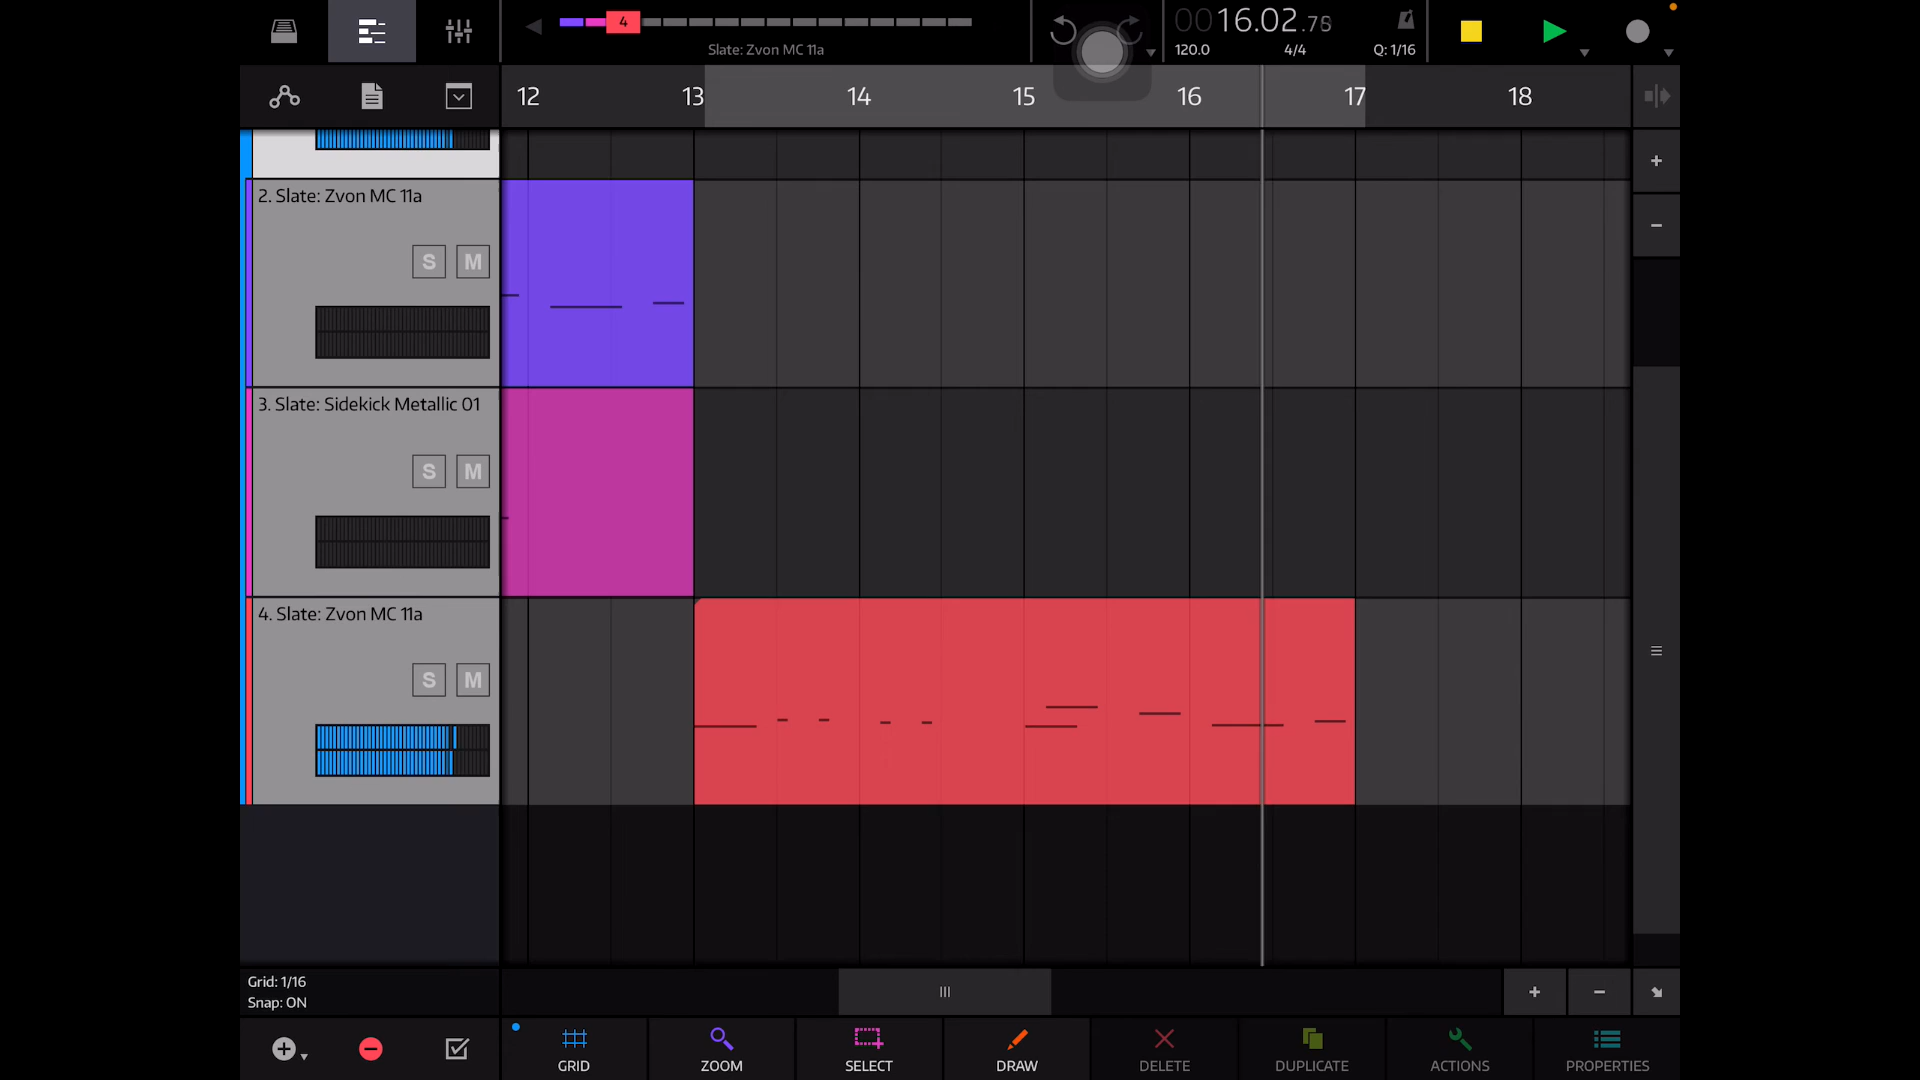 4
Slate: Zvon MC 11a
0016.02.75
120.0
4/4
Q: 1/16
12
13
14
15
16
17
18
2. Slate: Zvon MC 11a
S
M
3. Slate: Sidekick Metallic 01
S
M
4. Slate: Zvon MC 11a
S
M
Grid: 1/16
Snap: ON
GRID
ZOOM
SELECT
DRAW
DELETE
DUPLICATE
ACTIONS
PROPERTIES